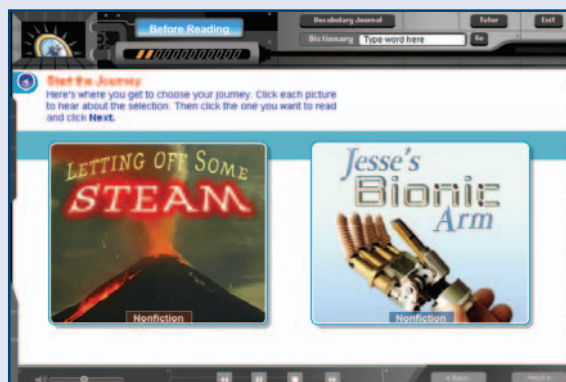 Before Reading
Vocabulary Journal
Tutor
Exit
Dictionary
Type word here
Go
Start the Journey
Here's where you get to choose your journey. Click each picture
to hear about the selection. Then click the one you want to read
and click Next.
LETTING OFF SOME
STEAM
Nonfiction
Jesse's
Bionic
Arm
Nonfiction
Back
Next